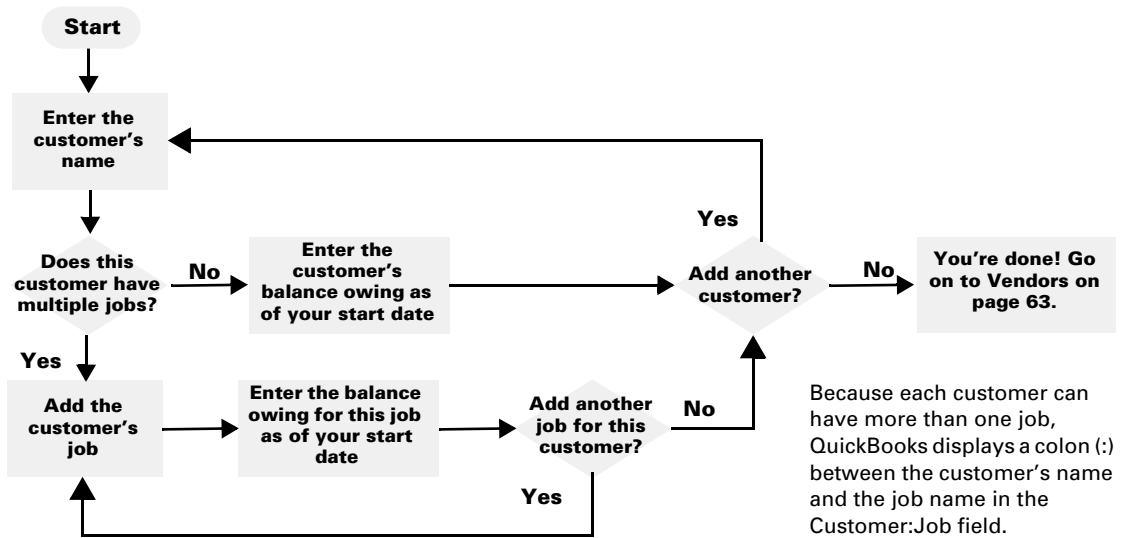 Start
Enter the
customer's
name
Yes
Does this
customer have
multiple jobs?
No
Enter the
customer's
balance owing as
of your start date
Add another
customer?
No
You're done! Go
on to Vendors on
page 63.
Yes
Add the
customer's
job
Enter the balance
owing for this job
as of your start
date
Add another
job for this
customer?
No
Yes
Because each customer can
have more than one job,
QuickBooks displays a colon (:)
between the customer's name
and the job name in the
Customer:Job field.